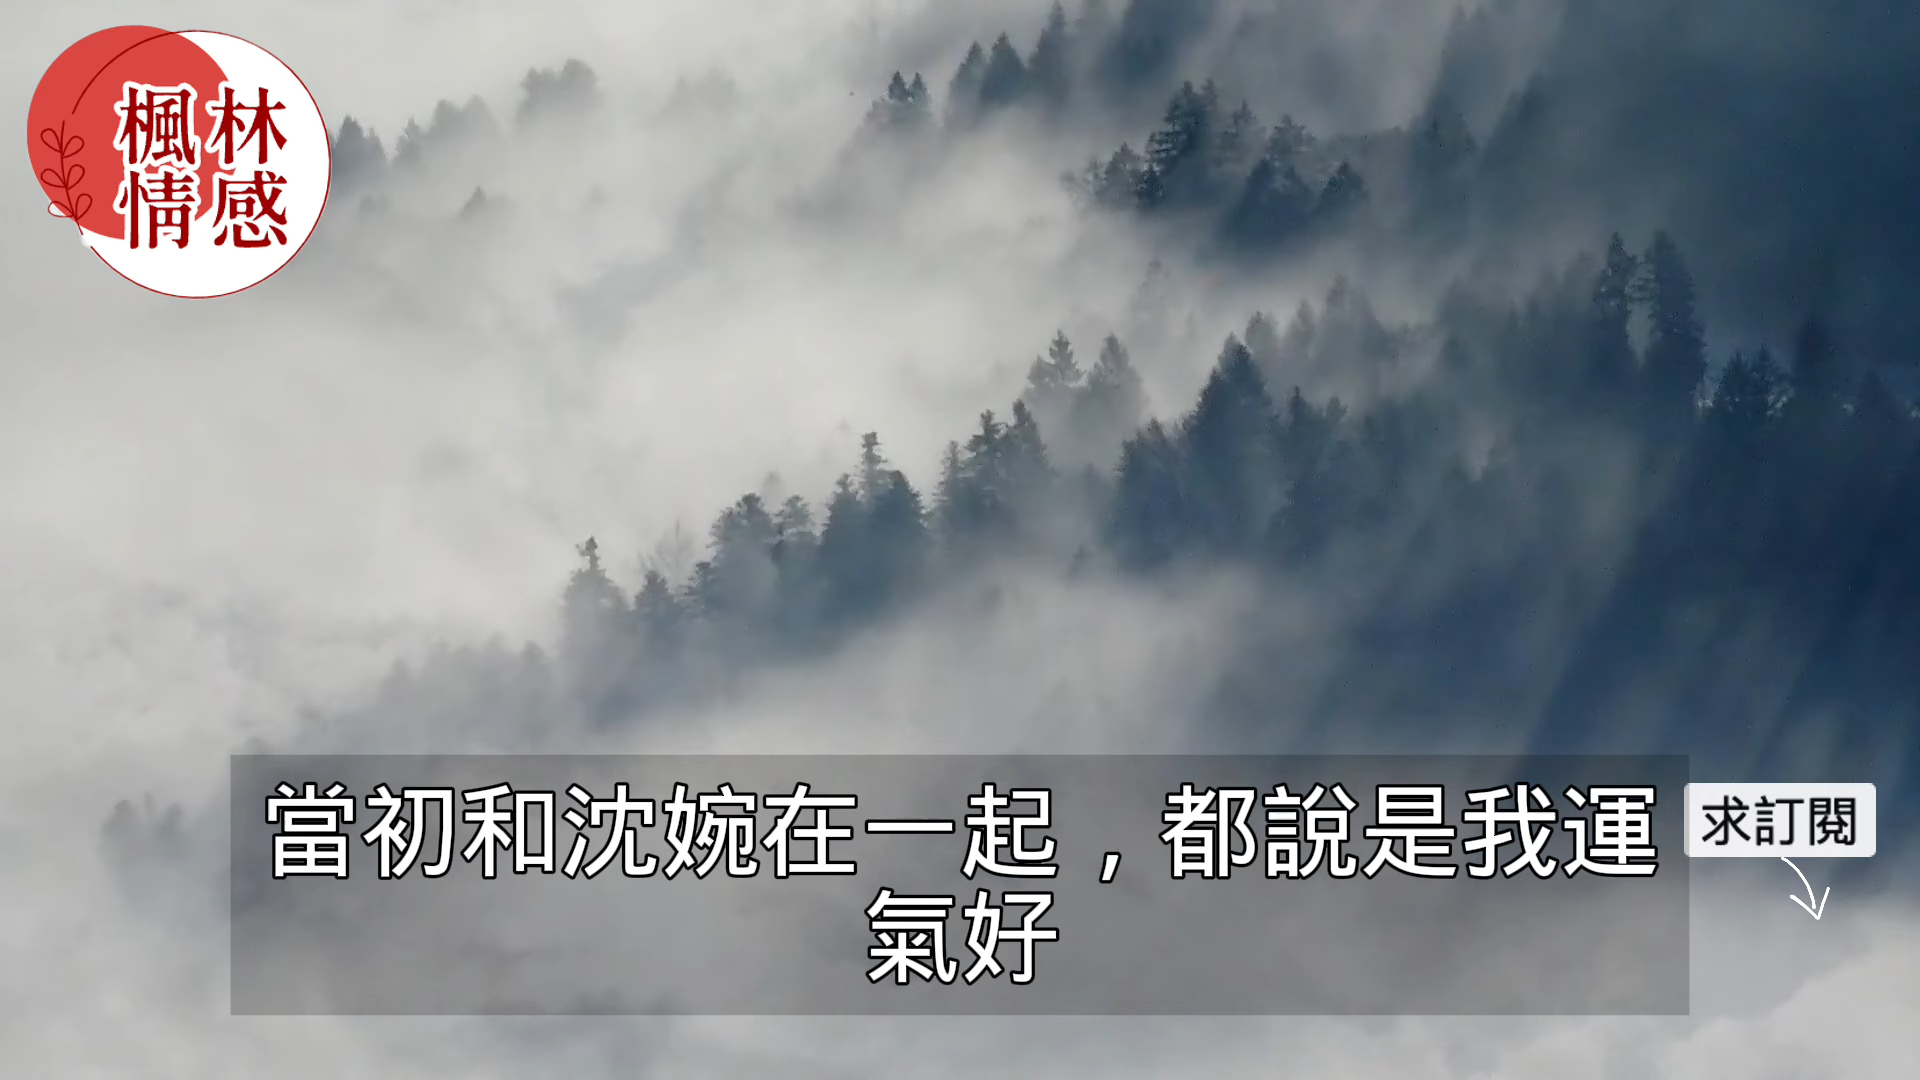 楓林
情感
當初和沈婉在一起，都說是我運
氣好
求訂閱